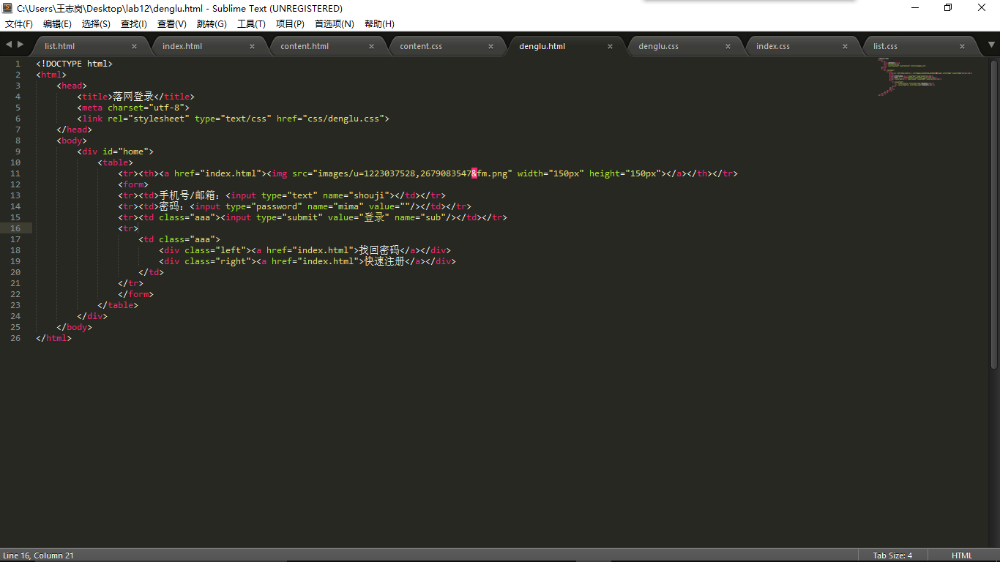 C:\Users\王志岗\Desktop\lab12\denglu.html - Sublime Text (UNREGISTERED)
文件(F) 编辑(E) 选择(S) 查找(I) 查看(V) 跳转(G) 工具(T) 项目(P) 首选项(N) 帮助(H)
list.html × index.html × content.html × content.css × denglu.html × denglu.css × index.css × list.css ×
1 <!DOCTYPE html>
2 <html>
3 <head>
4 <title>落网登录</title>
5 <meta charset="utf-8">
6 <link rel="stylesheet" type="text/css" href="css/denglu.css">
7 </head>
8 <body>
9 <div id="home">
10 <table>
11 <tr><th><a href="index.html"><img src="images/u=1223037528,2679083547&fm.png" width="150px" height="150px"></a></th></tr>
12 <form>
13 <tr><td>手机号/邮箱：<input type="text" name="shouji"></td></tr>
14 <tr><td>密码：<input type="password" name="mima" value=""/></td></tr>
15 <tr><td class="aaa"><input type="submit" value="登录" name="sub"/></td></tr>
16 <tr>
17 <td class="aaa">
18 <div class="left"><a href="index.html">找回密码</a></div>
19 <div class="right"><a href="index.html">快速注册</a></div>
20 </td>
21 </tr>
22 </form>
23 </table>
24 </div>
25 </body>
26 </html>
Line 16, Column 21 Tab Size: 4 HTML